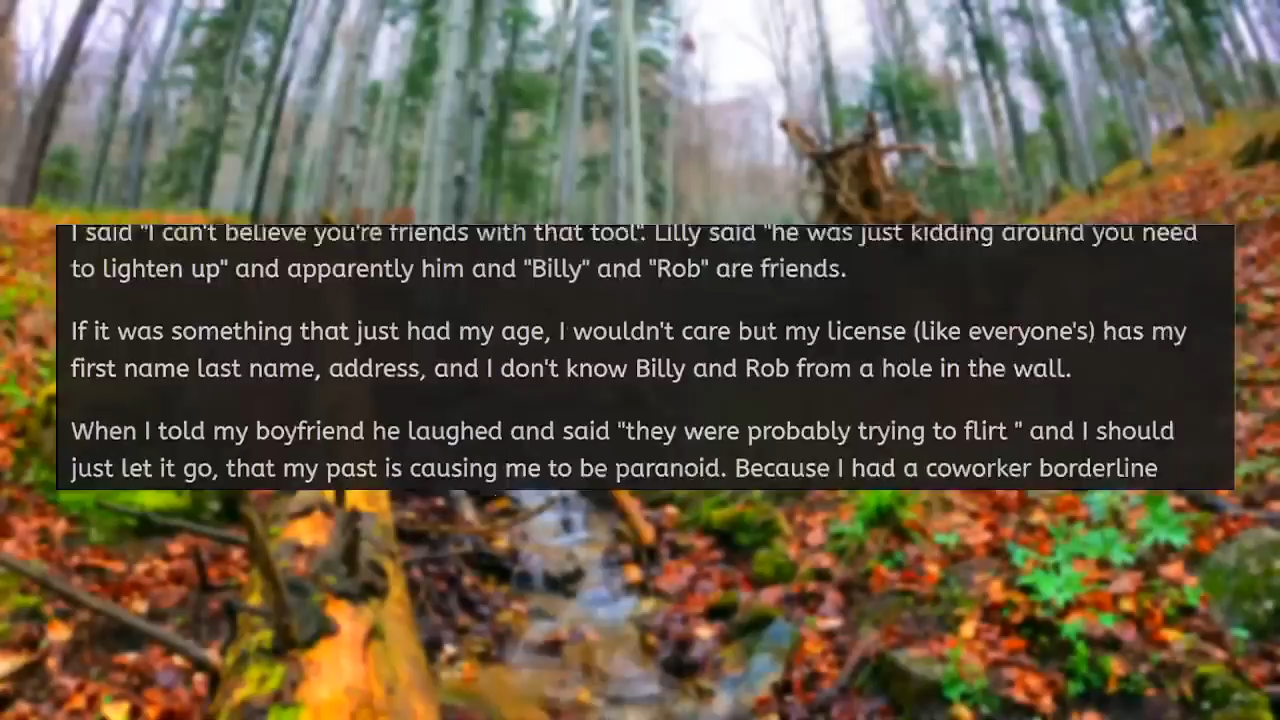 I said "I can't believe you're friends with that tool". Lilly said "he was just kidding around you need
to lighten up" and apparently him and "Billy" and "Rob" are friends.
If it was something that just had my age, I wouldn't care but my license (like everyone's) has my
first name last name, address, and I don't know Billy and Rob from a hole in the wall.
When I told my boyfriend he laughed and said "they were probably trying to flirt " and I should
just let it go, that my past is causing me to be paranoid. Because I had a coworker borderline